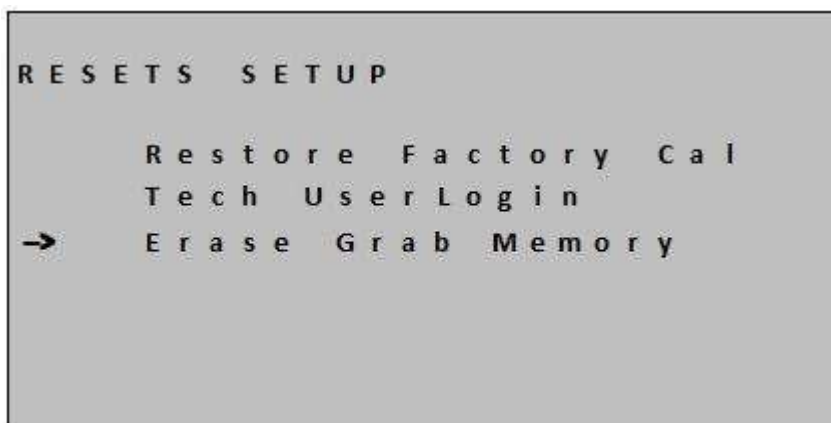 RESETS SETUP
Restore Factory Cal
Tech UserLogin
→ Erase Grab Memory